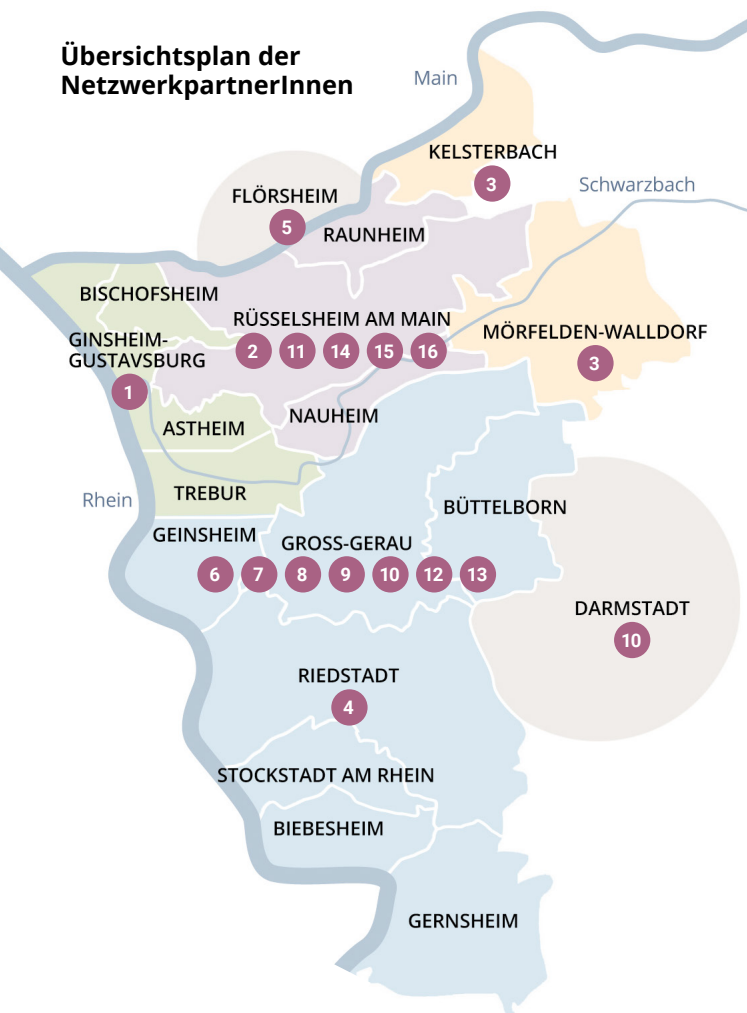 Übersichtsplan der
NetzwerkpartnerInnen
Main
KELSTERBACH
3
Schwarzbach
FLÖRSHEIM
5
RAUNHEIM
BISCHOFSHEIM
RÜSSELSHEIM AM MAIN
2 11 14 15 16
MÖRFELDEN-WALLDORF
3
GINSHEIM-
GUSTAVSBURG
1
NAUHEIM
ASTHEIM
TREBUR
Rhein
BÜTTELBORN
GEINSHEIM
GROSS-GERAU
6 7 8 9 10 12 13
DARMSTADT
10
RIEDSTADT
4
STOCKSTADT AM RHEIN
BIEBESHEIM
GERNSHEIM